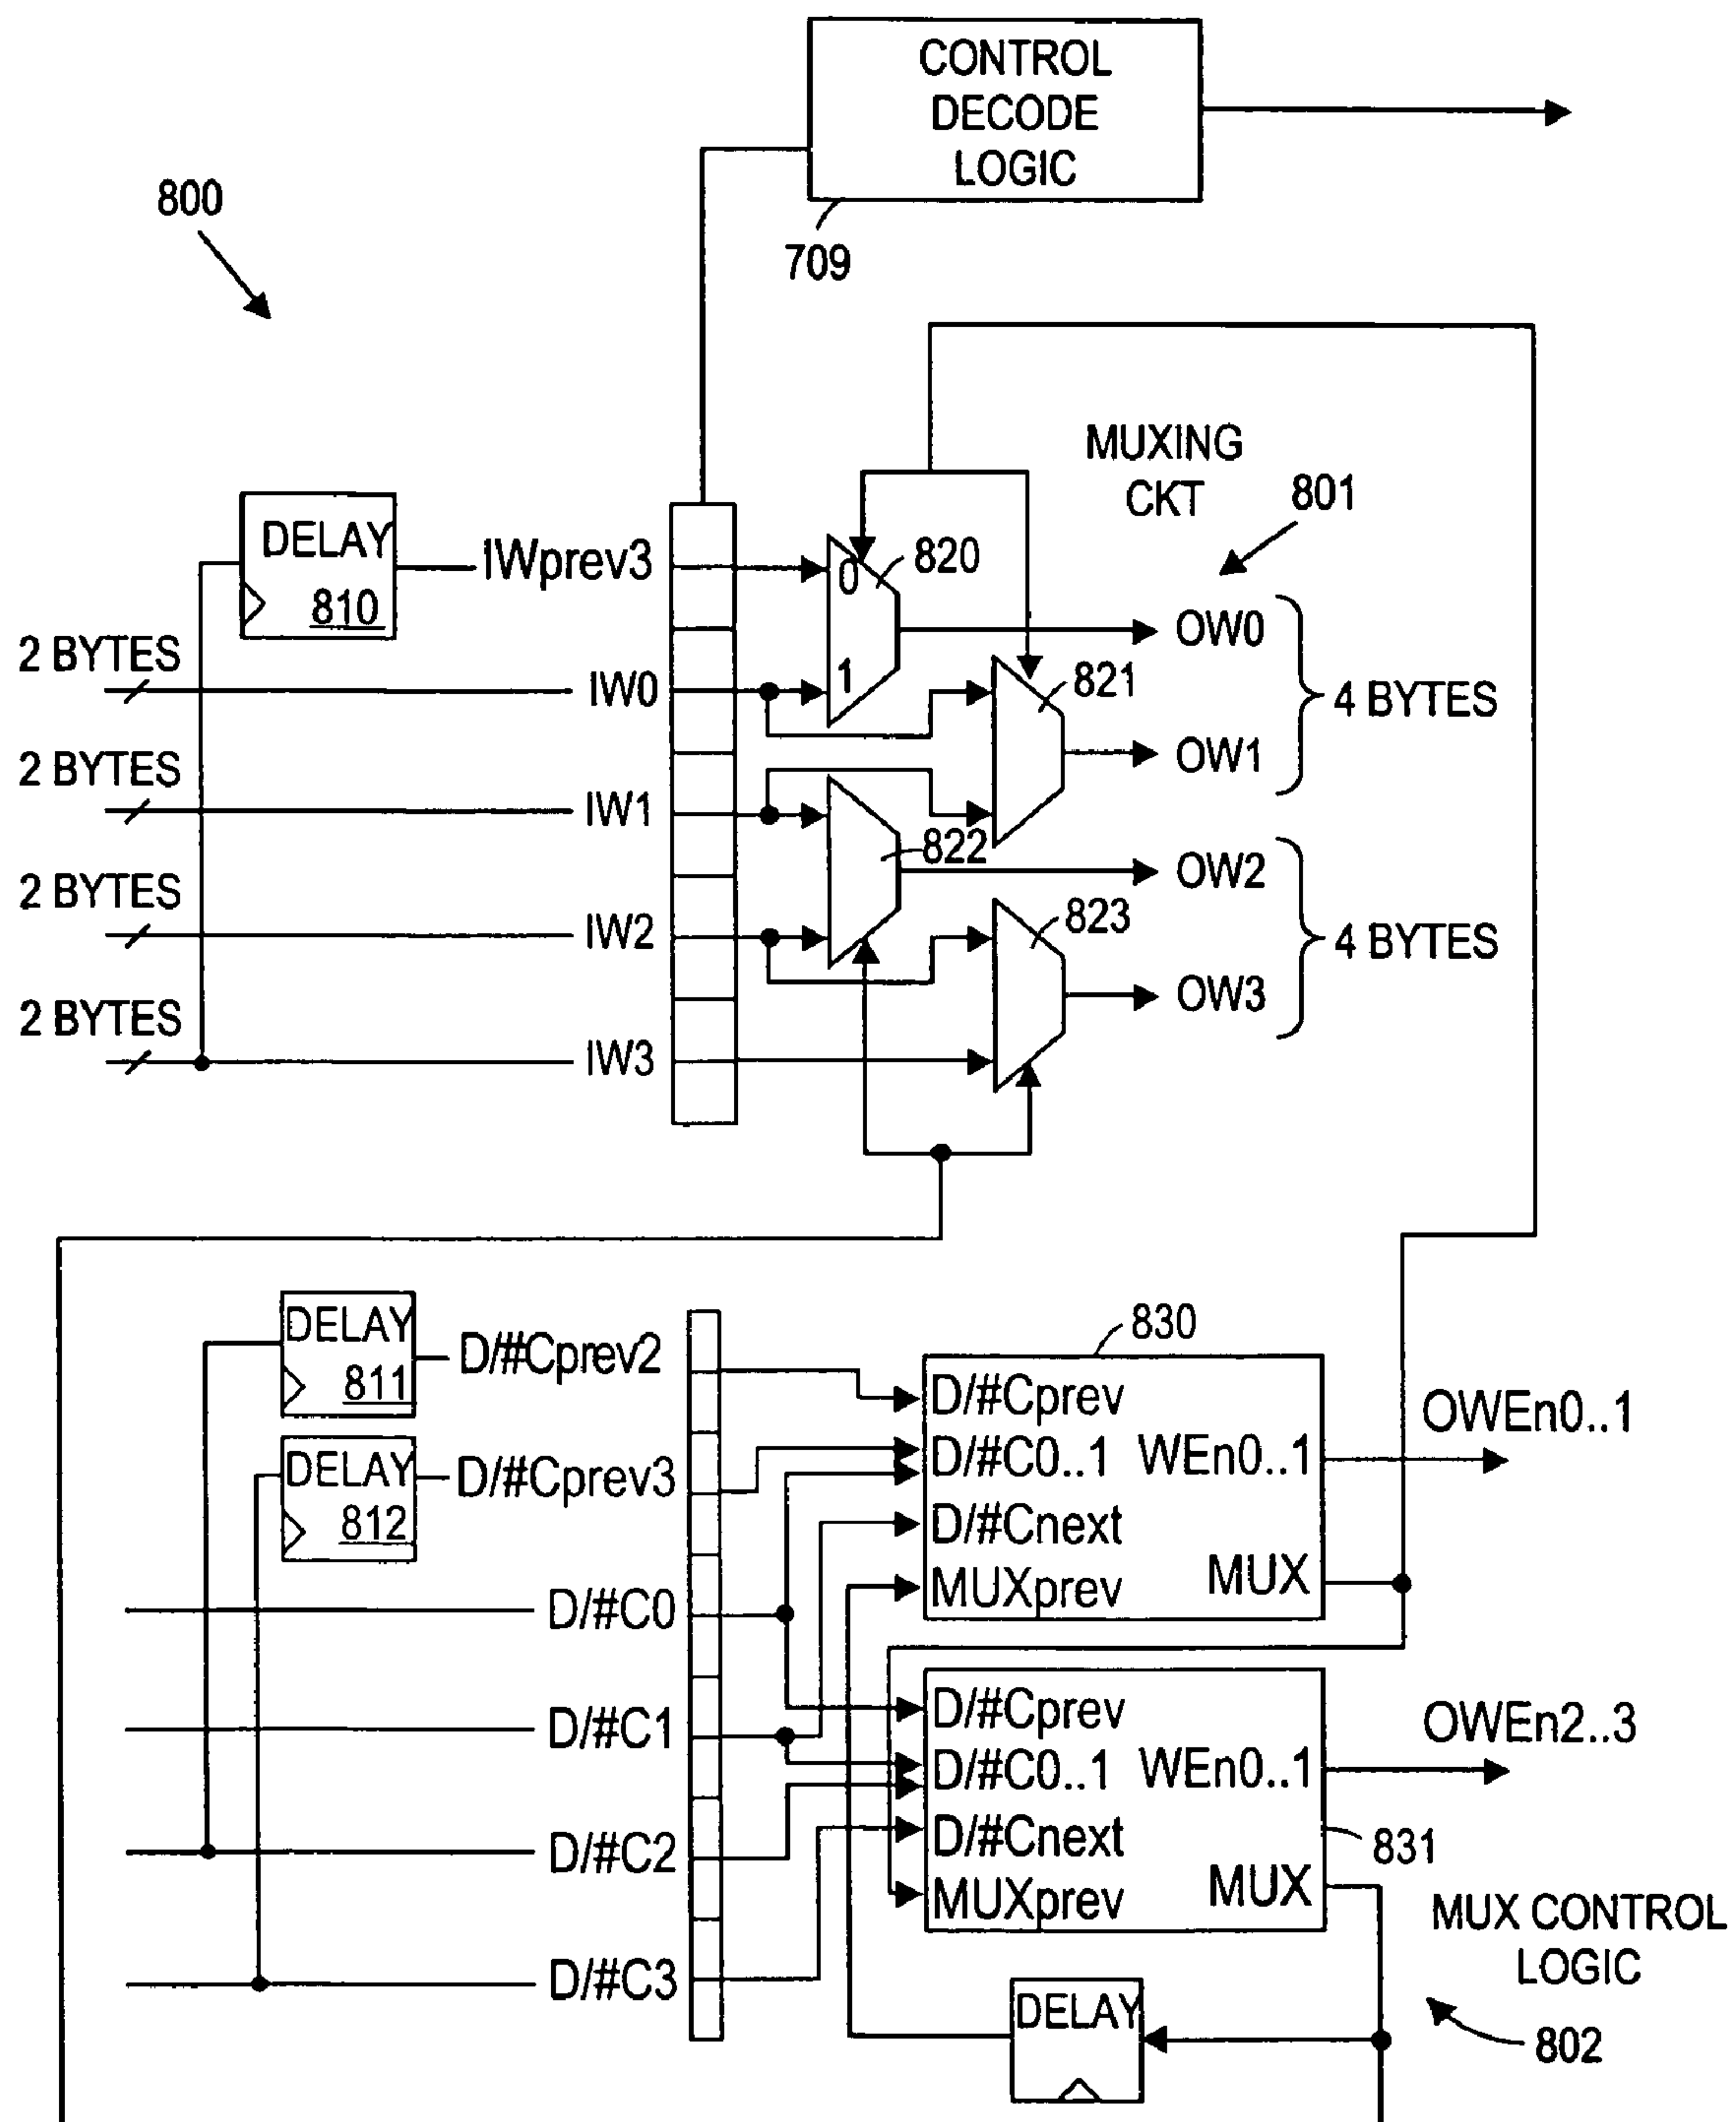 CONTROL
DECODE
LOGIC
709
800
MUXING
CKT
801
DELAY
810
IWprev3
0
1
820
821
822
823
2 BYTES
IW0
2 BYTES
IW1
2 BYTES
IW2
2 BYTES
IW3
OW0
OW1
4 BYTES
OW2
OW3
4 BYTES
DELAY
811
D/#Cprev2
DELAY
812
D/#Cprev3
D/#C0
D/#C1
D/#C2
D/#C3
830
D/#Cprev
D/#C0..1
WEn0..1
D/#Cnext
MUXprev
MUX
OWEn0..1
D/#Cprev
D/#C0..1
WEn0..1
D/#Cnext
MUXprev
MUX
OWEn2..3
831
MUX CONTROL
LOGIC
802
DELAY